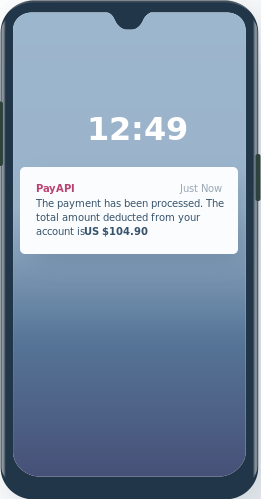 12:49
PayAPI Just Now
The payment has been processed. The
total amount deducted from your
account isUS $104.90